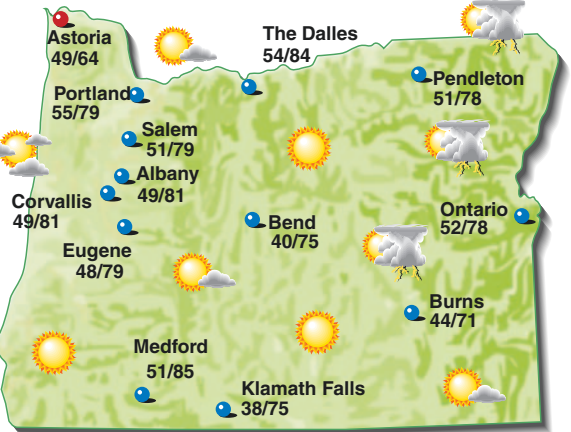 Astoria
49/64
The Dalles
54/84
Pendleton
51/78
Portland
55/79
Salem
51/79
Albany
49/81
Corvallis
49/81
Eugene
48/79
Bend
40/75
Ontario
52/78
Burns
44/71
Medford
51/85
Klamath Falls
38/75